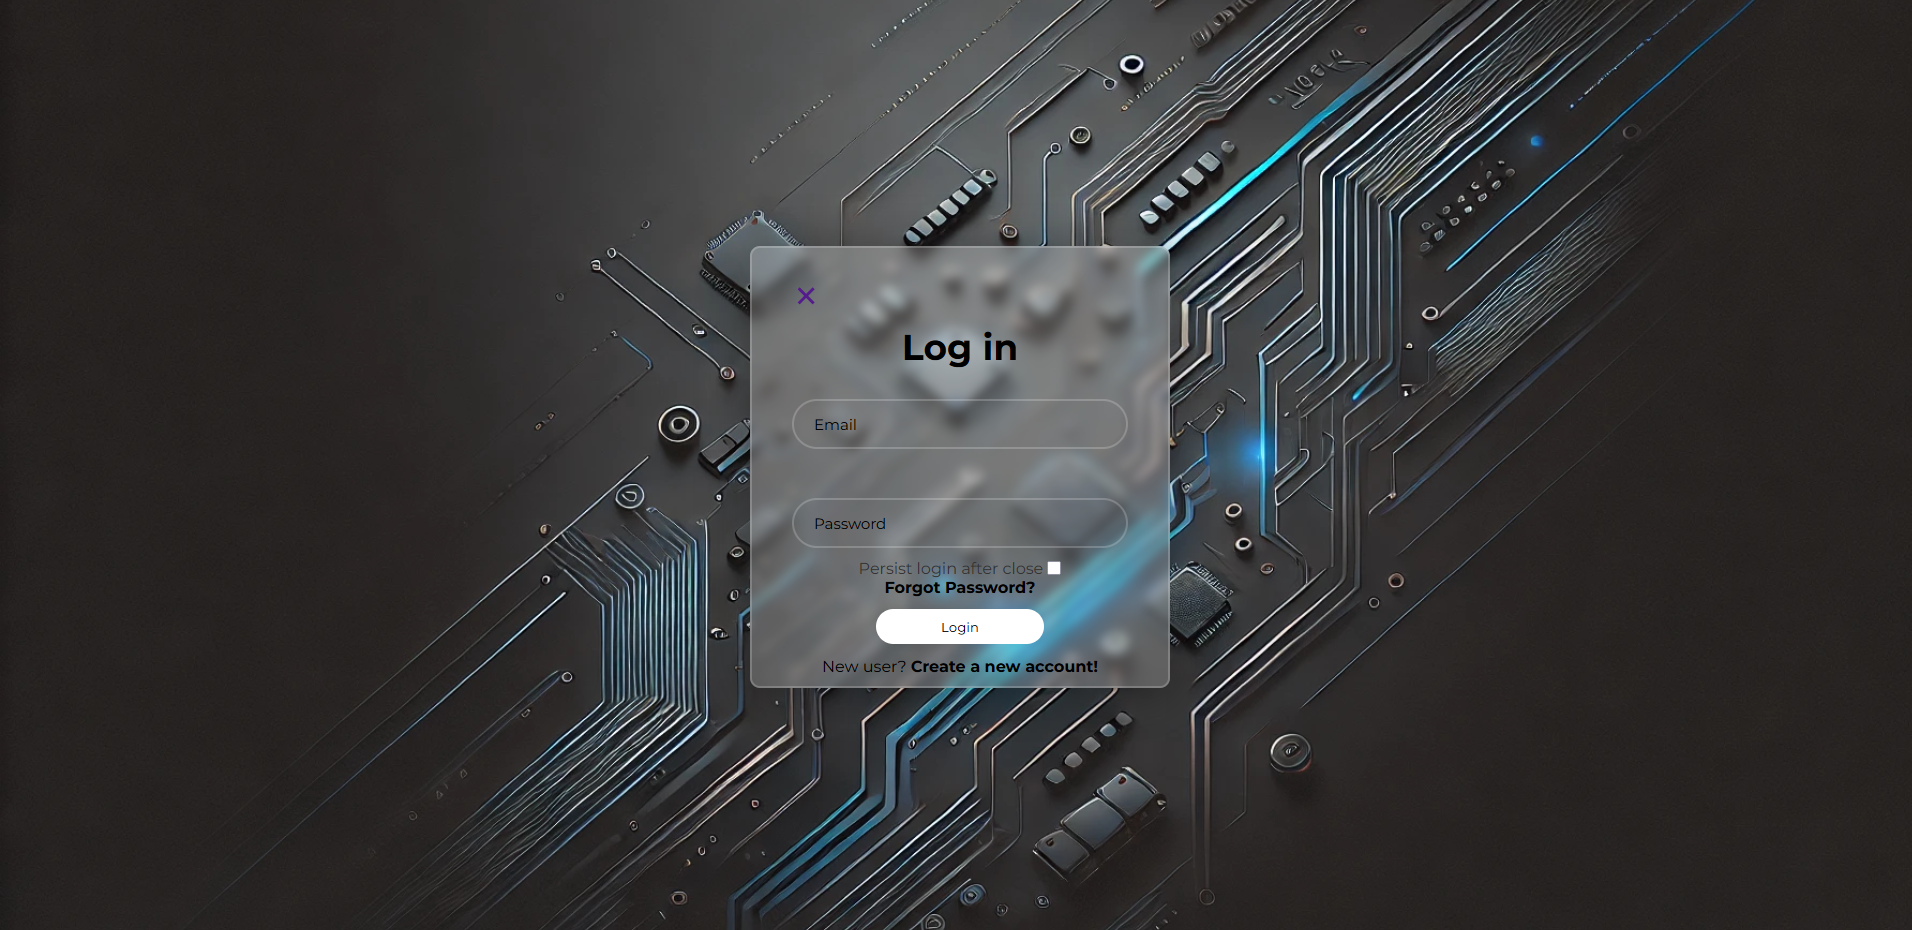 Log in
Email
Password
Persist login after close
Forgot Password?
Login
New user? Create a new account!